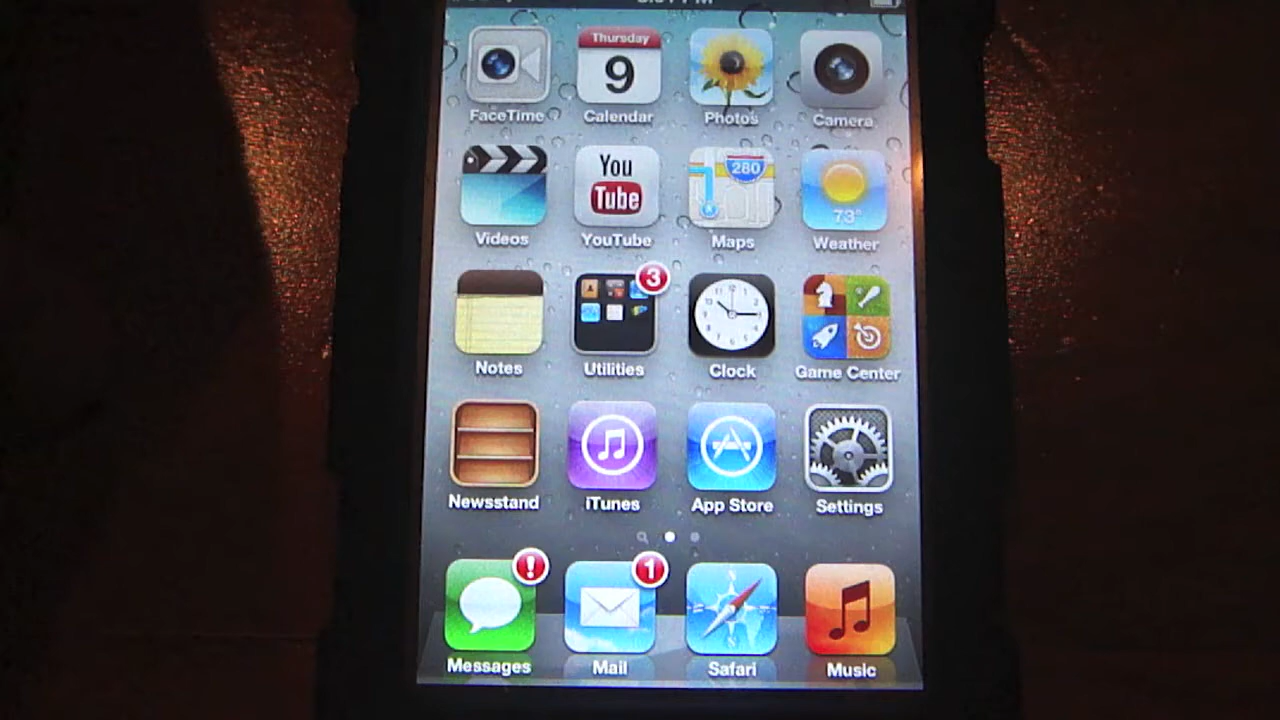 Thursday
9
FaceTime
Calendar
Photos
Camera
You
Tube
280
73°
Videos
YouTube
Maps
Weather
3
12
Notes
Utilities
Clock
Game Center
Newsstand
iTunes
App Store
Settings
!
1
Messages
Mail
Safari
Music